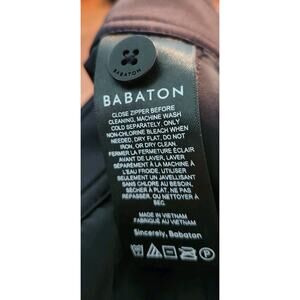 BABATON
BABATON
CLOSE ZIPPER BEFORE
CLEANING, MACHINE WASH
COLD SEPARATELY, ONLY
NON-CHLORINE BLEACH WHEN
NEEDED, DRY FLAT, DO NOT
IRON, OR DRY CLEAN.
FERMER LA FERMETURE ÉCLAIR
AVANT DE LAVER, LAVER
SÉPARÉMENT À LA MACHINE À
L'EAU FROIDE, UTILISER
SEULEMENT UN JAVELLISANT
SANS CHLORE AU BESOIN,
SÉCHER À PLAT, NE PAS
REPASSER, OU NETTOYER À
SEC.
MADE IN VIETNAM
FABRIQUÉ AU VIETNAM
Sincerely, Babaton